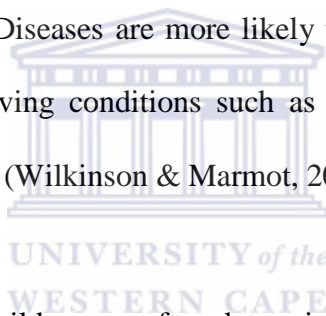 Diseases are more likely
ving conditions such as
(Wilkinson & Marmot, 20
UNIVERSITY of the
WESTERN CAPE